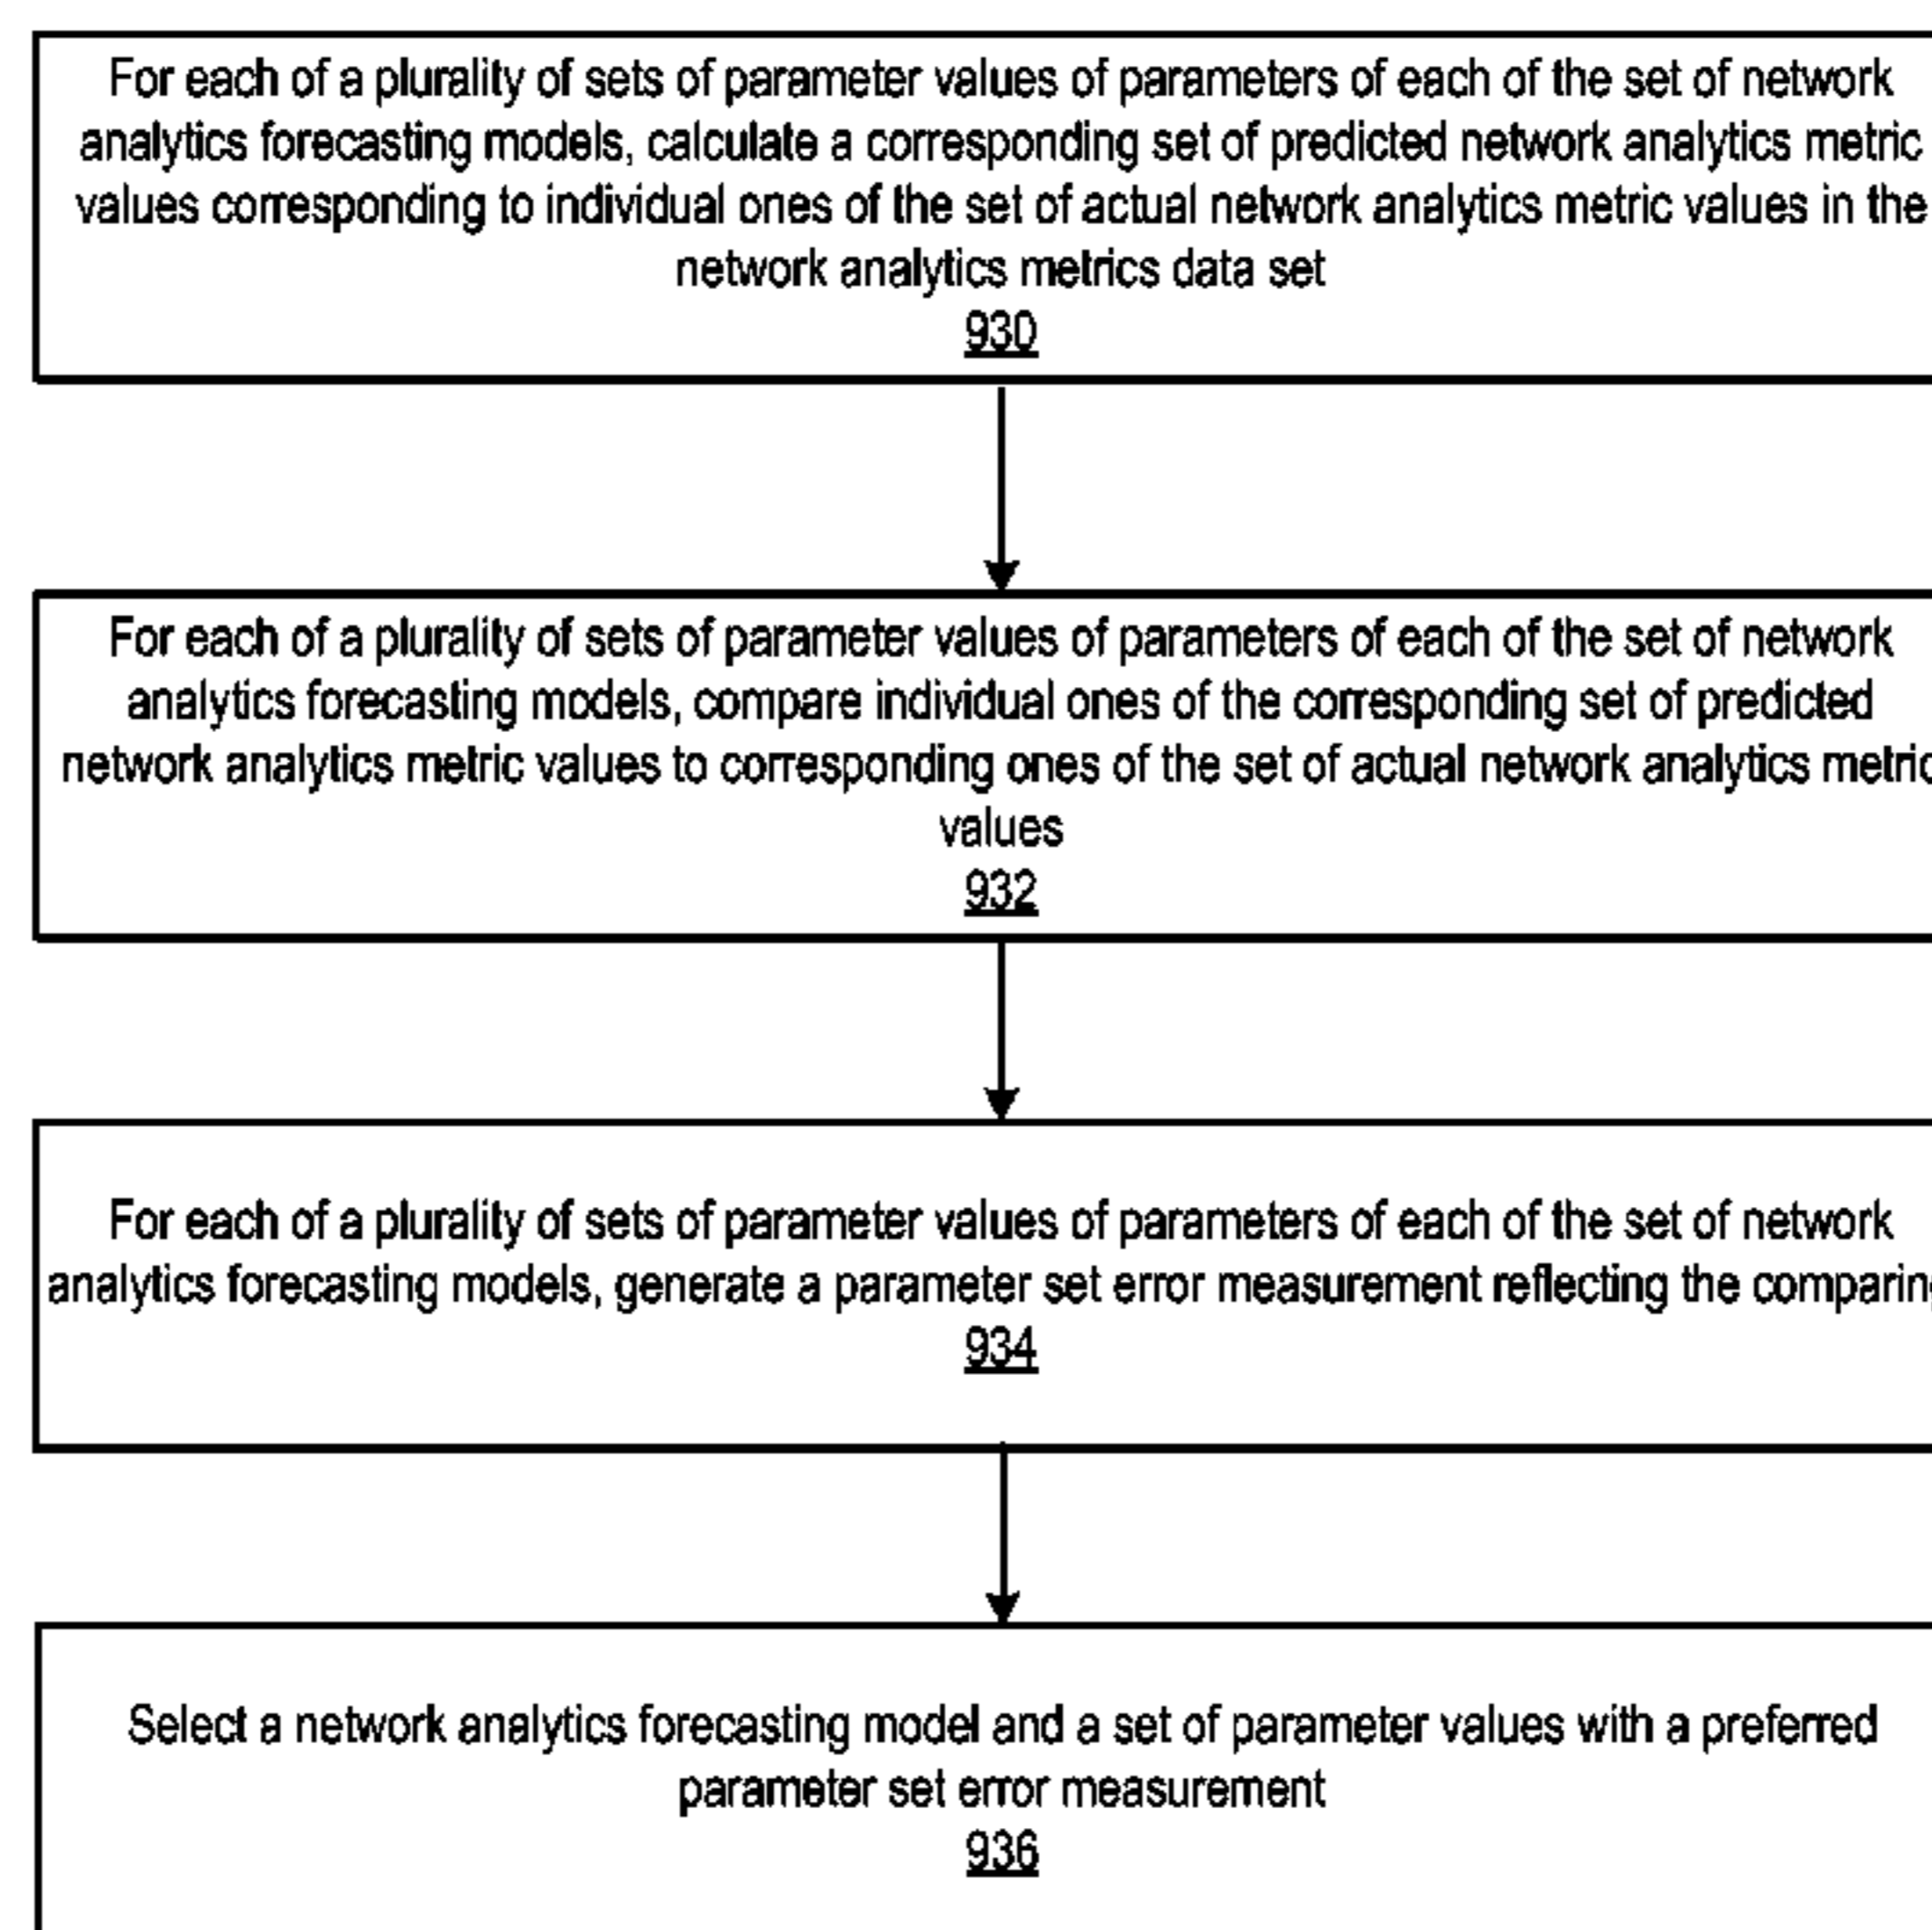 For each of a plurality of sets of parameter values of parameters of each of the set of network
analytics forecasting models, calculate a corresponding set of predicted network analytics metric
values corresponding to individual ones of the set of actual network analytics metric values in the
network analytics metrics data set
930
For each of a plurality of sets of parameter values of parameters of each of the set of network
analytics forecasting models, compare individual ones of the corresponding set of predicted
network analytics metric values to corresponding ones of the set of actual network analytics metric
values
932
For each of a plurality of sets of parameter values of parameters of each of the set of network
analytics forecasting models, generate a parameter set error measurement reflecting the comparing
934
Select a network analytics forecasting model and a set of parameter values with a preferred
parameter set error measurement
936